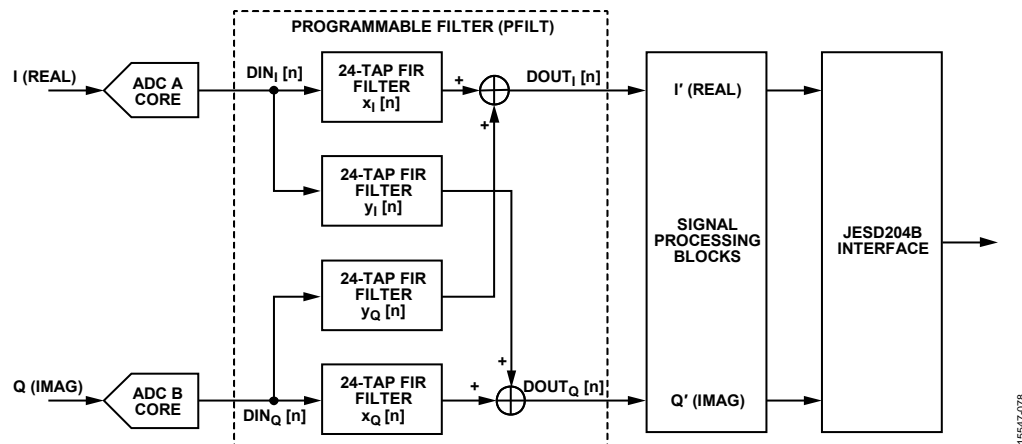 PROGRAMMABLE FILTER (PFILT)
I (REAL)
ADC A
CORE
DINI [n]
24-TAP FIR
FILTER
xI [n]
+
+
DOUTI [n]
I′ (REAL)
24-TAP FIR
FILTER
yI [n]
SIGNAL
PROCESSING
BLOCKS
JESD204B
INTERFACE
24-TAP FIR
FILTER
yQ [n]
Q (IMAG)
ADC B
CORE
DINQ [n]
24-TAP FIR
FILTER
xQ [n]
+
+
DOUTQ [n]
Q′ (IMAG)
15547-078